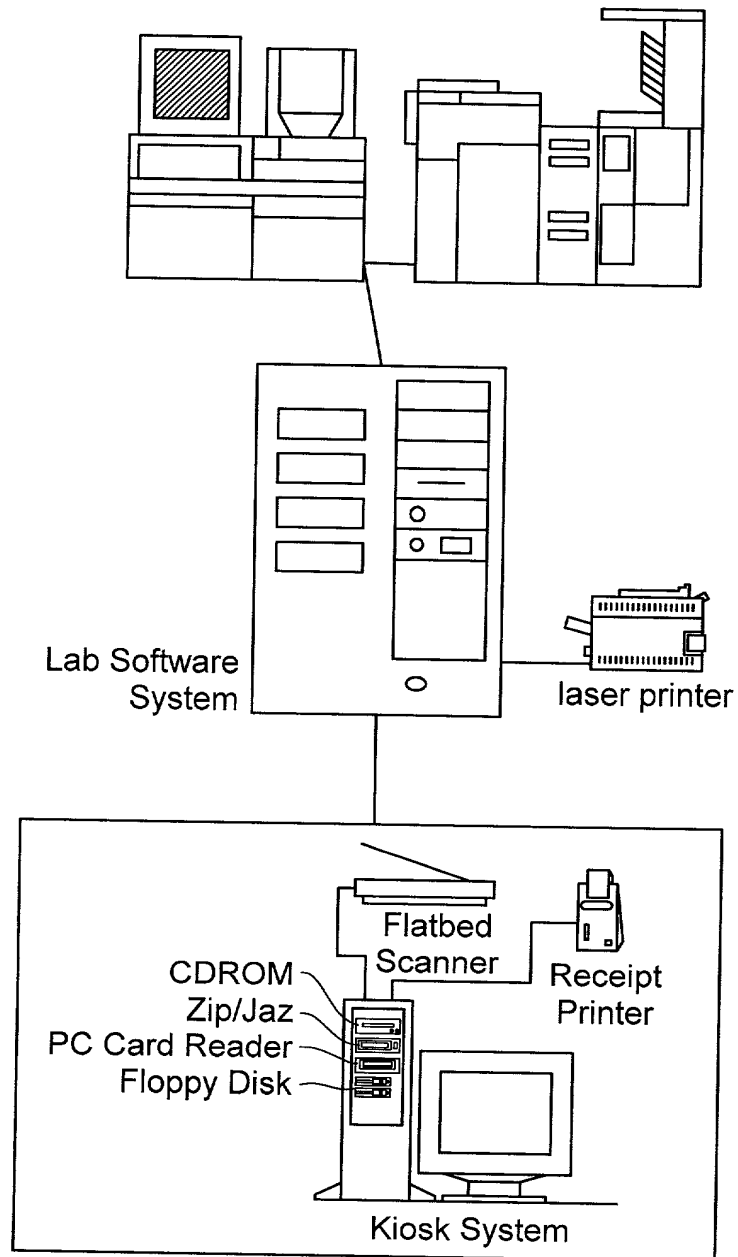 Lab Software
System
laser printer
Flatbed
Scanner
Receipt
Printer
CDROM
Zip/Jaz
PC Card Reader
Floppy Disk
Kiosk System